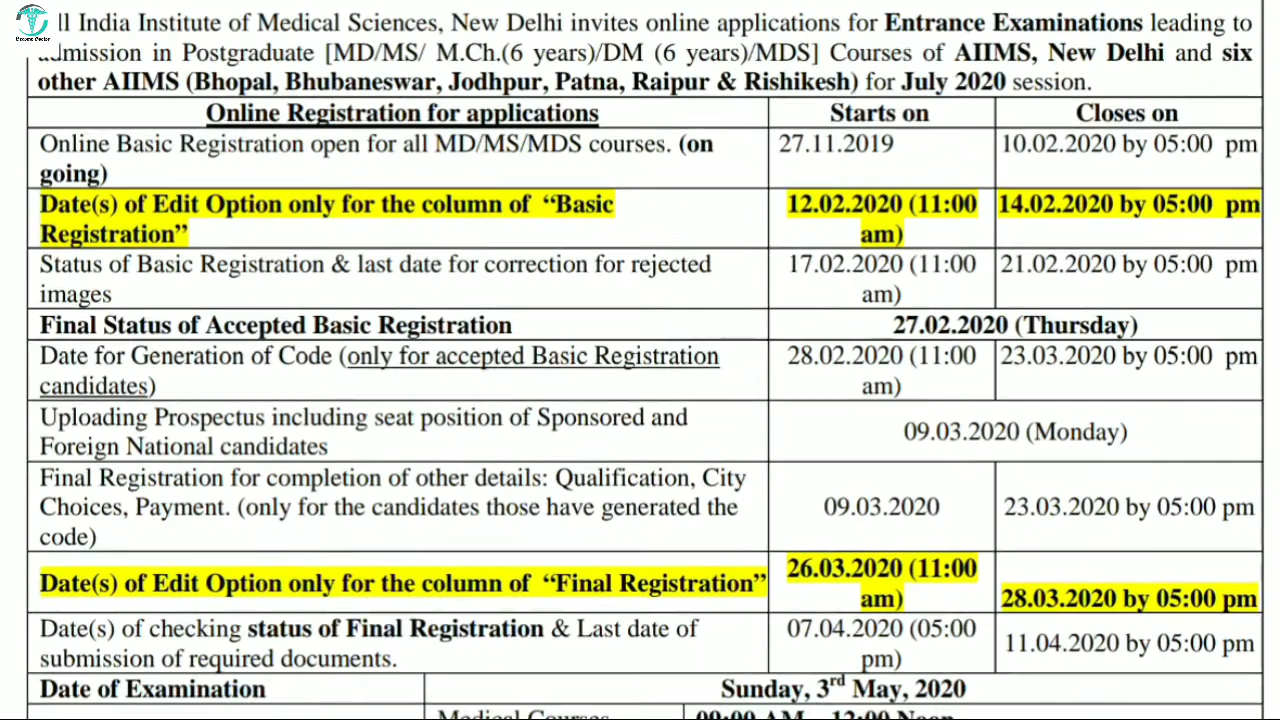 ll India Institute of Medical Sciences, New Delhi invites online applications for Entrance Examinations leading to
admission in Postgraduate [MD/MS/ M.Ch.(6 years)/DM (6 years)/MDS] Courses of AIIMS, New Delhi and six
other AIIMS (Bhopal, Bhubaneswar, Jodhpur, Patna, Raipur & Rishikesh) for July 2020 session.
Online Registration for applications Starts on Closes on
Online Basic Registration open for all MD/MS/MDS courses. (on 27.11.2019 10.02.2020 by 05:00 pm
going)
Date(s) of Edit Option only for the column of “Basic 12.02.2020 (11:00 14.02.2020 by 05:00 pm
Registration” am)
Status of Basic Registration & last date for correction for rejected 17.02.2020 (11:00 21.02.2020 by 05:00 pm
images am)
Final Status of Accepted Basic Registration 27.02.2020 (Thursday)
Date for Generation of Code (only for accepted Basic Registration 28.02.2020 (11:00 23.03.2020 by 05:00 pm
candidates) am)
Uploading Prospectus including seat position of Sponsored and
Foreign National candidates 09.03.2020 (Monday)
Final Registration for completion of other details: Qualification, City
Choices, Payment. (only for the candidates those have generated the 09.03.2020 23.03.2020 by 05:00 pm
code)
Date(s) of Edit Option only for the column of “Final Registration” 26.03.2020 (11:00
am) 28.03.2020 by 05:00 pm
Date(s) of checking status of Final Registration & Last date of 07.04.2020 (05:00 11.04.2020 by 05:00 pm
submission of required documents. pm)
Date of Examination Sunday, 3rd May, 2020
Medical Courses 09:00 AM – 12:00 Noon